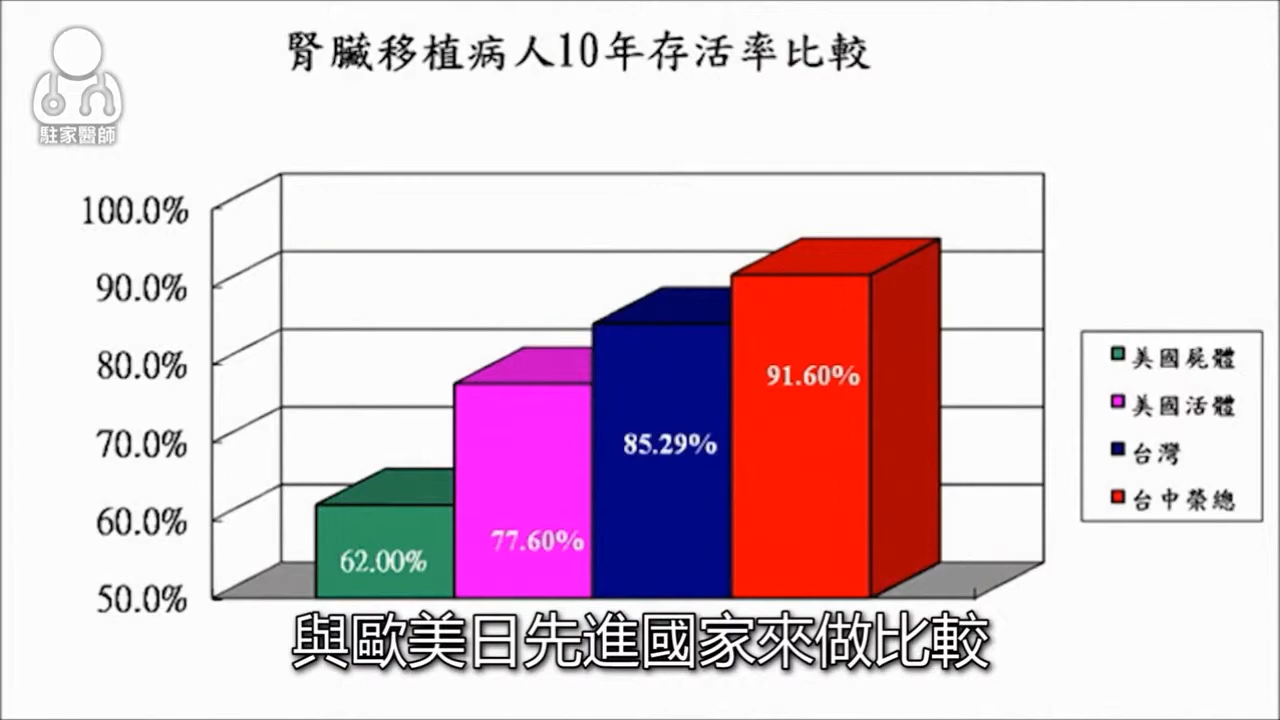 腎臟移植病人10年存活率比較
駐家醫師
100.0%
90.0%
80.0%
70.0%
60.0%
50.0%
62.00%
77.60%
85.29%
91.60%
美國屍體
美國活體
台灣
台中榮總
與歐美日先進國家來做比較